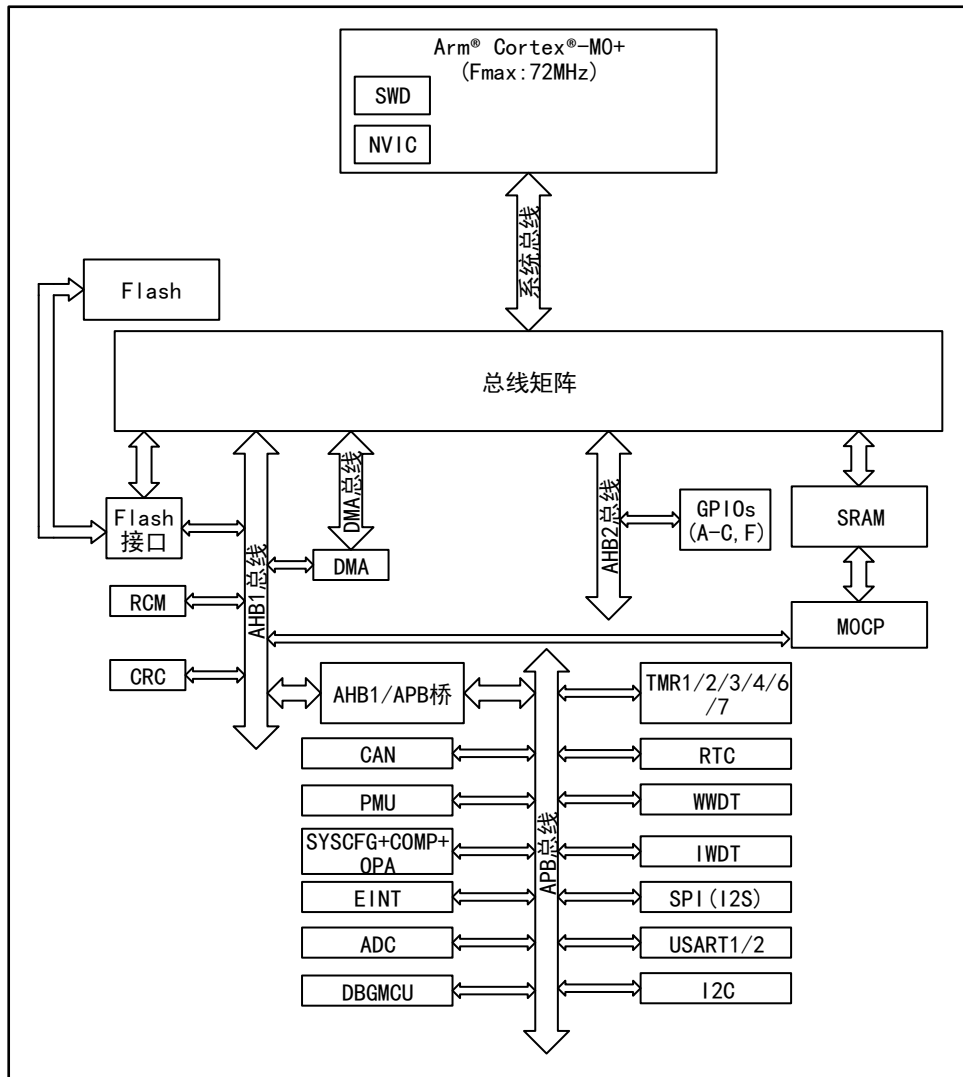 Arm® Cortex®-M0+
(Fmax:72MHz)
SWD
NVIC
系统总线
Flash
总线矩阵
Flash
接口
AHB1总线
DMA总线
DMA
AHB2总线
GPIOs
(A-C,F)
SRAM
RCM
M0CP
CRC
AHB1/APB桥
APB总线
TMR1/2/3/4/6
/7
CAN
RTC
PMU
WWDT
SYSCFG+COMP+
OPA
IWDT
EINT
SPI(I2S)
ADC
USART1/2
DBGMCU
I2C